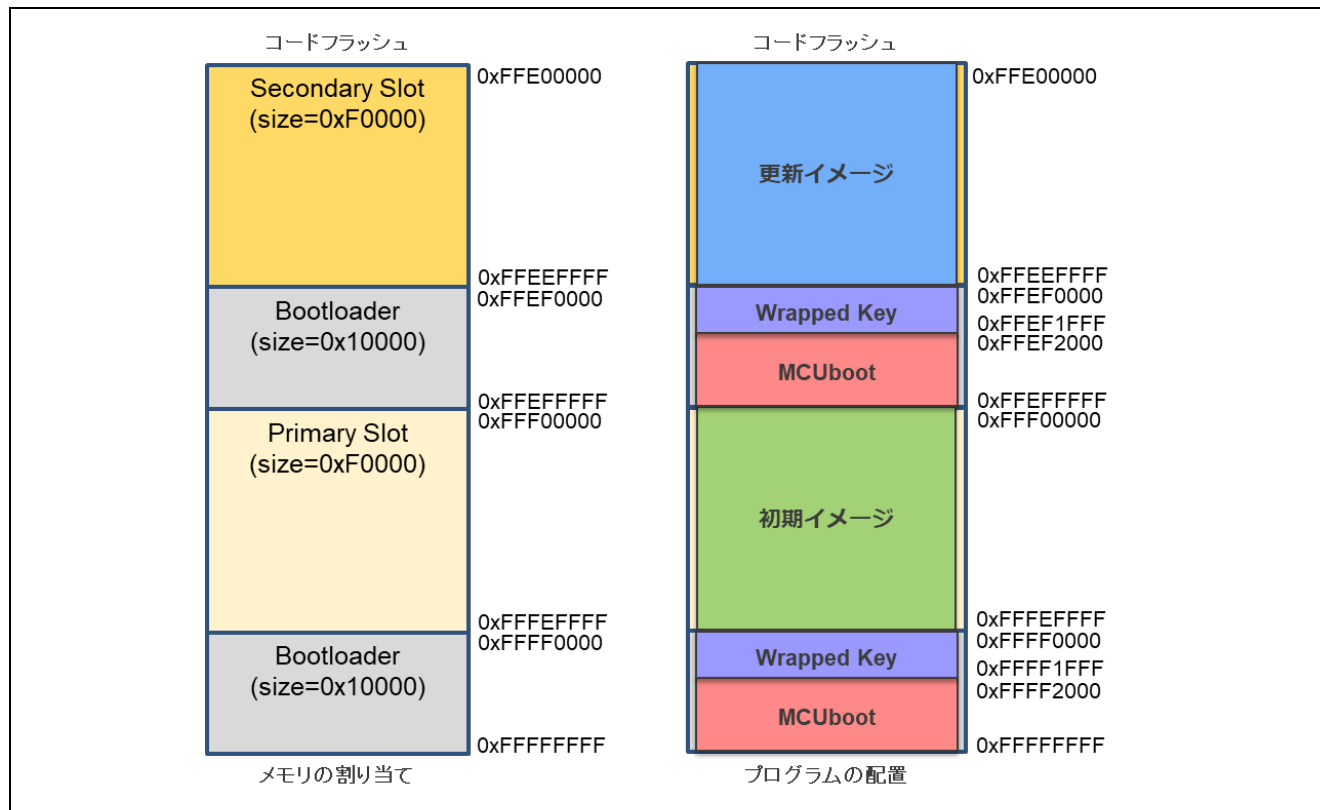 コードフラッシュ
Secondary Slot
(size=0xF0000)
0xFFE00000
0xFFEEFFFF
0xFFEF0000
Bootloader
(size=0x10000)
0xFFEFFFFF
0xFFF00000
Primary Slot
(size=0xF0000)
0xFFFEFFFF
0xFFFF0000
Bootloader
(size=0x10000)
0xFFFFFFFF
メモリの割り当て
コードフラッシュ
0xFFE00000
更新イメージ
0xFFEEFFFF
0xFFEF0000
Wrapped Key
0xFFEF1FFF
0xFFEF2000
MCUboot
0xFFEFFFFF
0xFFF00000
初期イメージ
0xFFFEFFFF
0xFFFF0000
Wrapped Key
0xFFFF1FFF
0xFFFF2000
MCUboot
0xFFFFFFFF
プログラムの配置